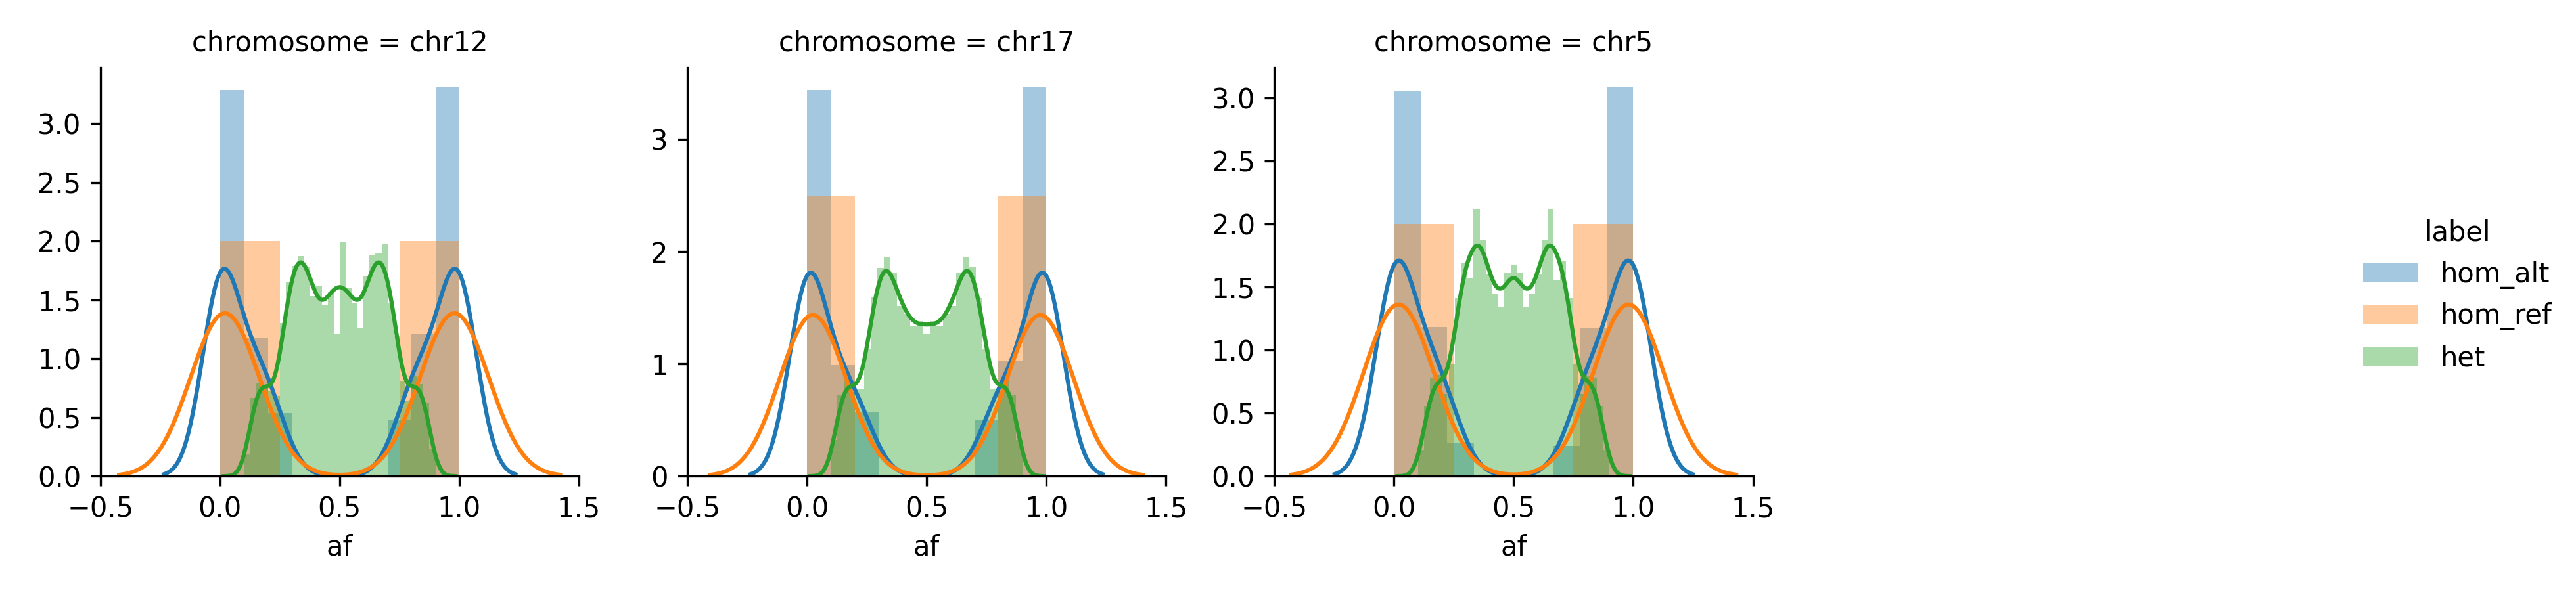 chromosome = chr12
3.0
2.5
2.0
1.5
1.0
0.5
0.0
−0.5 0.0 0.5 1.0 1.5
af
chromosome = chr17
3
2
1
0
−0.5 0.0 0.5 1.0 1.5
af
chromosome = chr5
3.0
2.5
2.0
1.5
1.0
0.5
0.0
−0.5 0.0 0.5 1.0 1.5
af
label
hom_alt
hom_ref
het